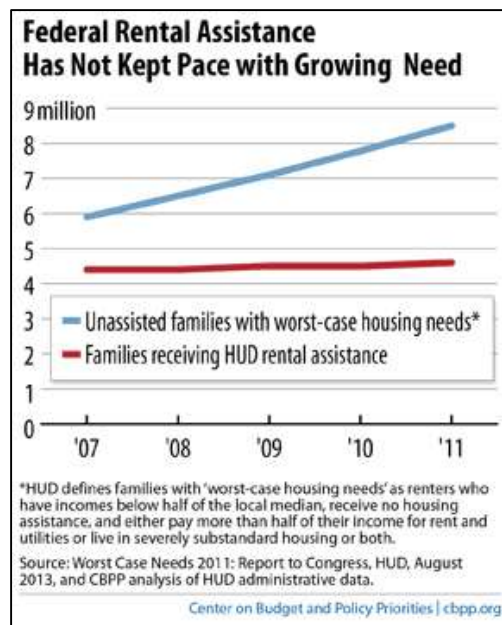 Federal Rental Assistance
Has Not Kept Pace with Growing Need
9 million
8
7
6
5
4
3
2
1
0
Unassisted families with worst-case housing needs*
Families receiving HUD rental assistance
'07 '08 '09 '10 '11
*HUD defines families with 'worst-case housing needs' as renters who
have incomes below half of the local median, receive no housing
assistance, and either pay more than half of their income for rent and
utilities or live in severely substandard housing or both.
Source: Worst Case Needs 2011: Report to Congress, HUD, August
2013, and CBPP analysis of HUD administrative data.
Center on Budget and Policy Priorities | cbpp.org